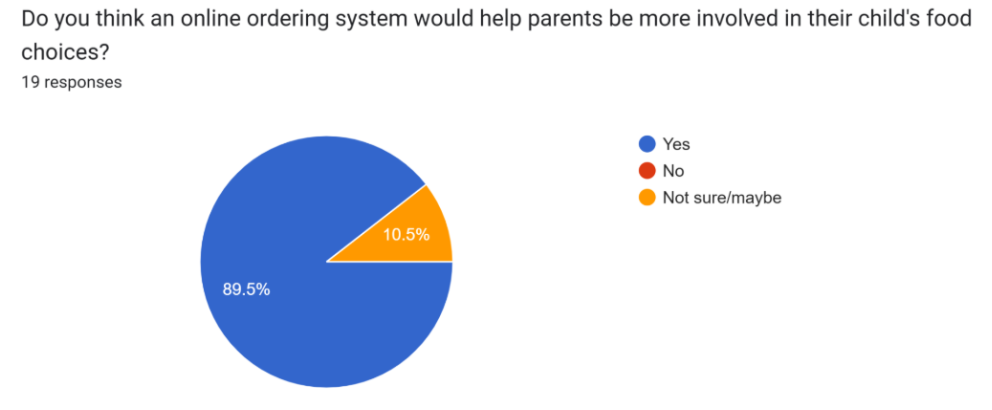 Do you think an online ordering system would help parents be more involved in their child's food
choices?
19 responses
Yes
No
Not sure/maybe
10.5%
89.5%